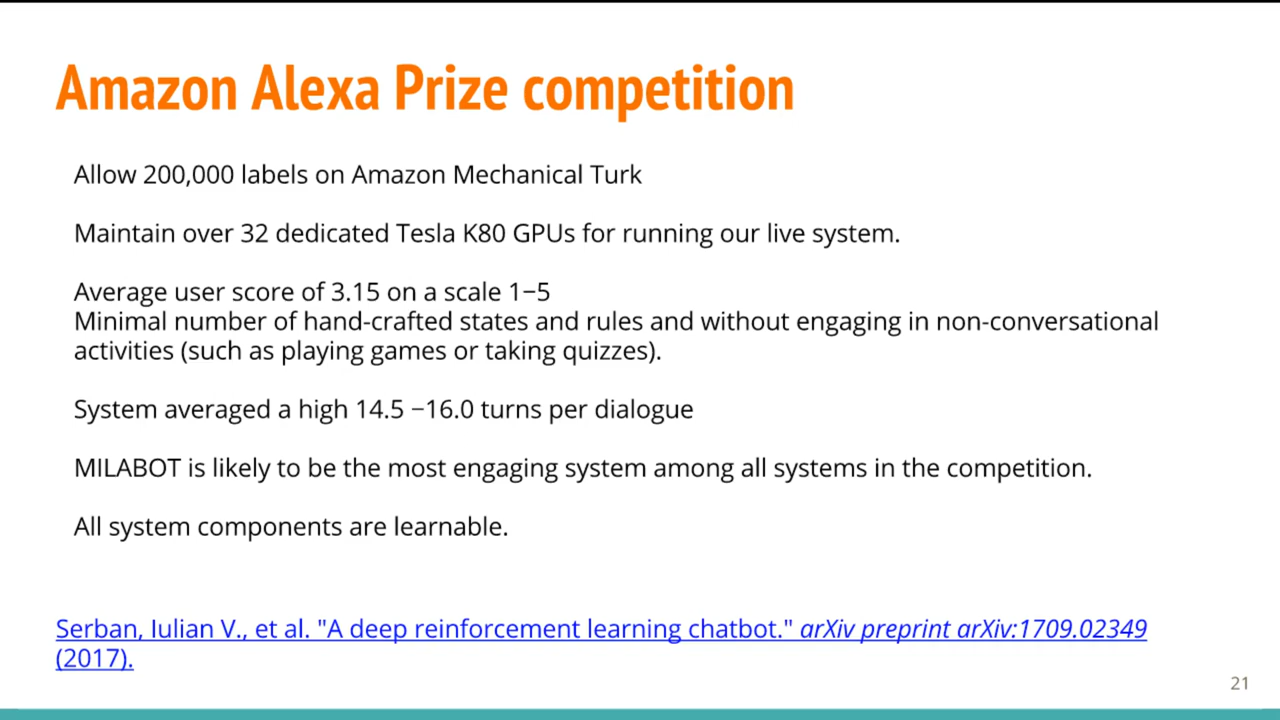 Amazon Alexa Prize competition
Allow 200,000 labels on Amazon Mechanical Turk
Maintain over 32 dedicated Tesla K80 GPUs for running our live system.
Average user score of 3.15 on a scale 1−5
Minimal number of hand-crafted states and rules and without engaging in non-conversational
activities (such as playing games or taking quizzes).
System averaged a high 14.5 −16.0 turns per dialogue
MILABOT is likely to be the most engaging system among all systems in the competition.
All system components are learnable.
Serban, Iulian V., et al. "A deep reinforcement learning chatbot." arXiv preprint arXiv:1709.02349
(2017).
21